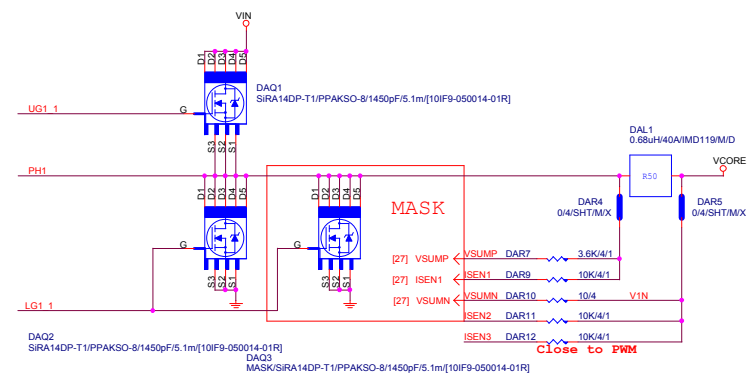 VIN
D1 D2 D3 D4 D5
DAQ1
SiRA14DP-T1/PPAKSO-8/1450pF/5.1m/[10IF9-050014-01R]
G
UG1_1
S3 S2 S1
DAL1
0.68uH/40A/IMD119/M/D
VCORE
PH1
R50
D1 D2 D3 D4 D5
D1 D2 D3 D4 D5
MASK
DAR4
0/4/SHT/M/X
DAR5
0/4/SHT/M/X
G
G
[27] VSUMP
VSUMP DAR7 3.6K/4/1
[27] ISEN1
ISEN1 DAR9 10K/4/1
S3 S2 S1
S3 S2 S1
[27] VSUMN
VSUMN DAR10 10/4 V1N
LG1_1
ISEN2 DAR11 10K/4/1
ISEN3 DAR12 10K/4/1
Close to PWM
DAQ2
SiRA14DP-T1/PPAKSO-8/1450pF/5.1m/[10IF9-050014-01R]
DAQ3
MASK/SiRA14DP-T1/PPAKSO-8/1450pF/5.1m/[10IF9-050014-01R]